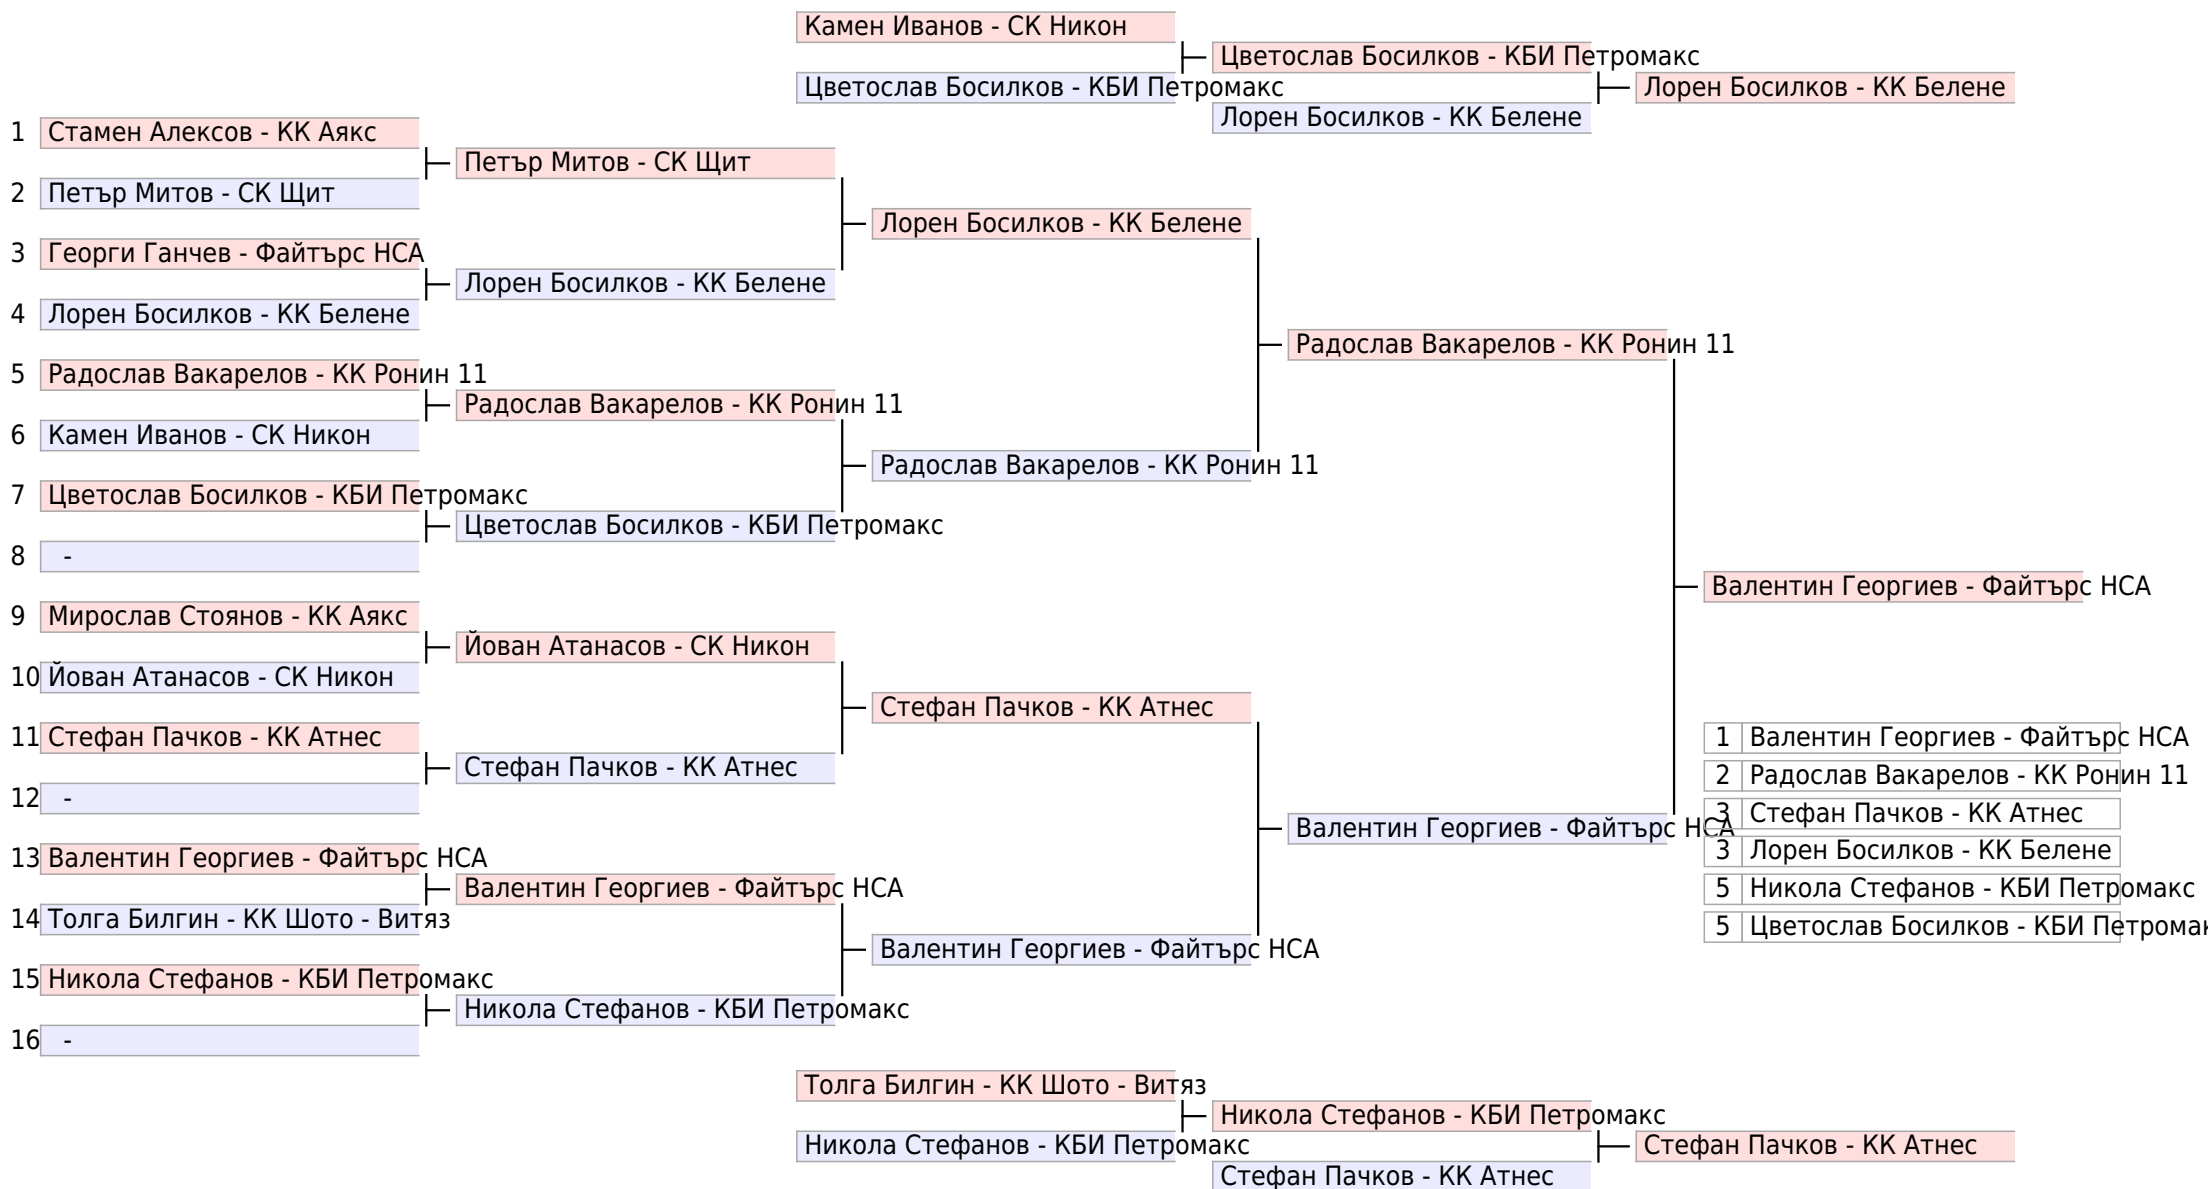 Камен Иванов - СК Никон
Цветослав Босилков - КБИ Петромакс
Цветослав Босилков - КБИ Петромакс
Лорен Босилков - КК Белене
Лорен Босилков - КК Белене
1 Стамен Алексов - КК Аякс
Петър Митов - СК Щит
2 Петър Митов - СК Щит
Лорен Босилков - КК Белене
3 Георги Ганчев - Файтърс НСА
Лорен Босилков - КК Белене
4 Лорен Босилков - КК Белене
Радослав Вакарелов - КК Ронин 11
5 Радослав Вакарелов - КК Ронин 11
Радослав Вакарелов - КК Ронин 11
6 Камен Иванов - СК Никон
Радослав Вакарелов - КК Ронин 11
7 Цветослав Босилков - КБИ Петромакс
Цветослав Босилков - КБИ Петромакс
8 -
Валентин Георгиев - Файтърс НСА
9 Мирослав Стоянов - КК Аякс
Йован Атанасов - СК Никон
10 Йован Атанасов - СК Никон
Стефан Пачков - КК Атнес
11 Стефан Пачков - КК Атнес
Стефан Пачков - КК Атнес
12 -
Валентин Георгиев - Файтърс НСА
13 Валентин Георгиев - Файтърс НСА
Валентин Георгиев - Файтърс НСА
14 Толга Билгин - КК Шото - Витяз
Валентин Георгиев - Файтърс НСА
15 Никола Стефанов - КБИ Петромакс
Никола Стефанов - КБИ Петромакс
16 -
1 Валентин Георгиев - Файтърс НСА
2 Радослав Вакарелов - КК Ронин 11
3 Стефан Пачков - КК Атнес
3 Лорен Босилков - КК Белене
5 Никола Стефанов - КБИ Петромакс
5 Цветослав Босилков - КБИ Петромак
Толга Билгин - КК Шото - Витяз
Никола Стефанов - КБИ Петромакс
Никола Стефанов - КБИ Петромакс
Стефан Пачков - КК Атнес
Стефан Пачков - КК Атнес